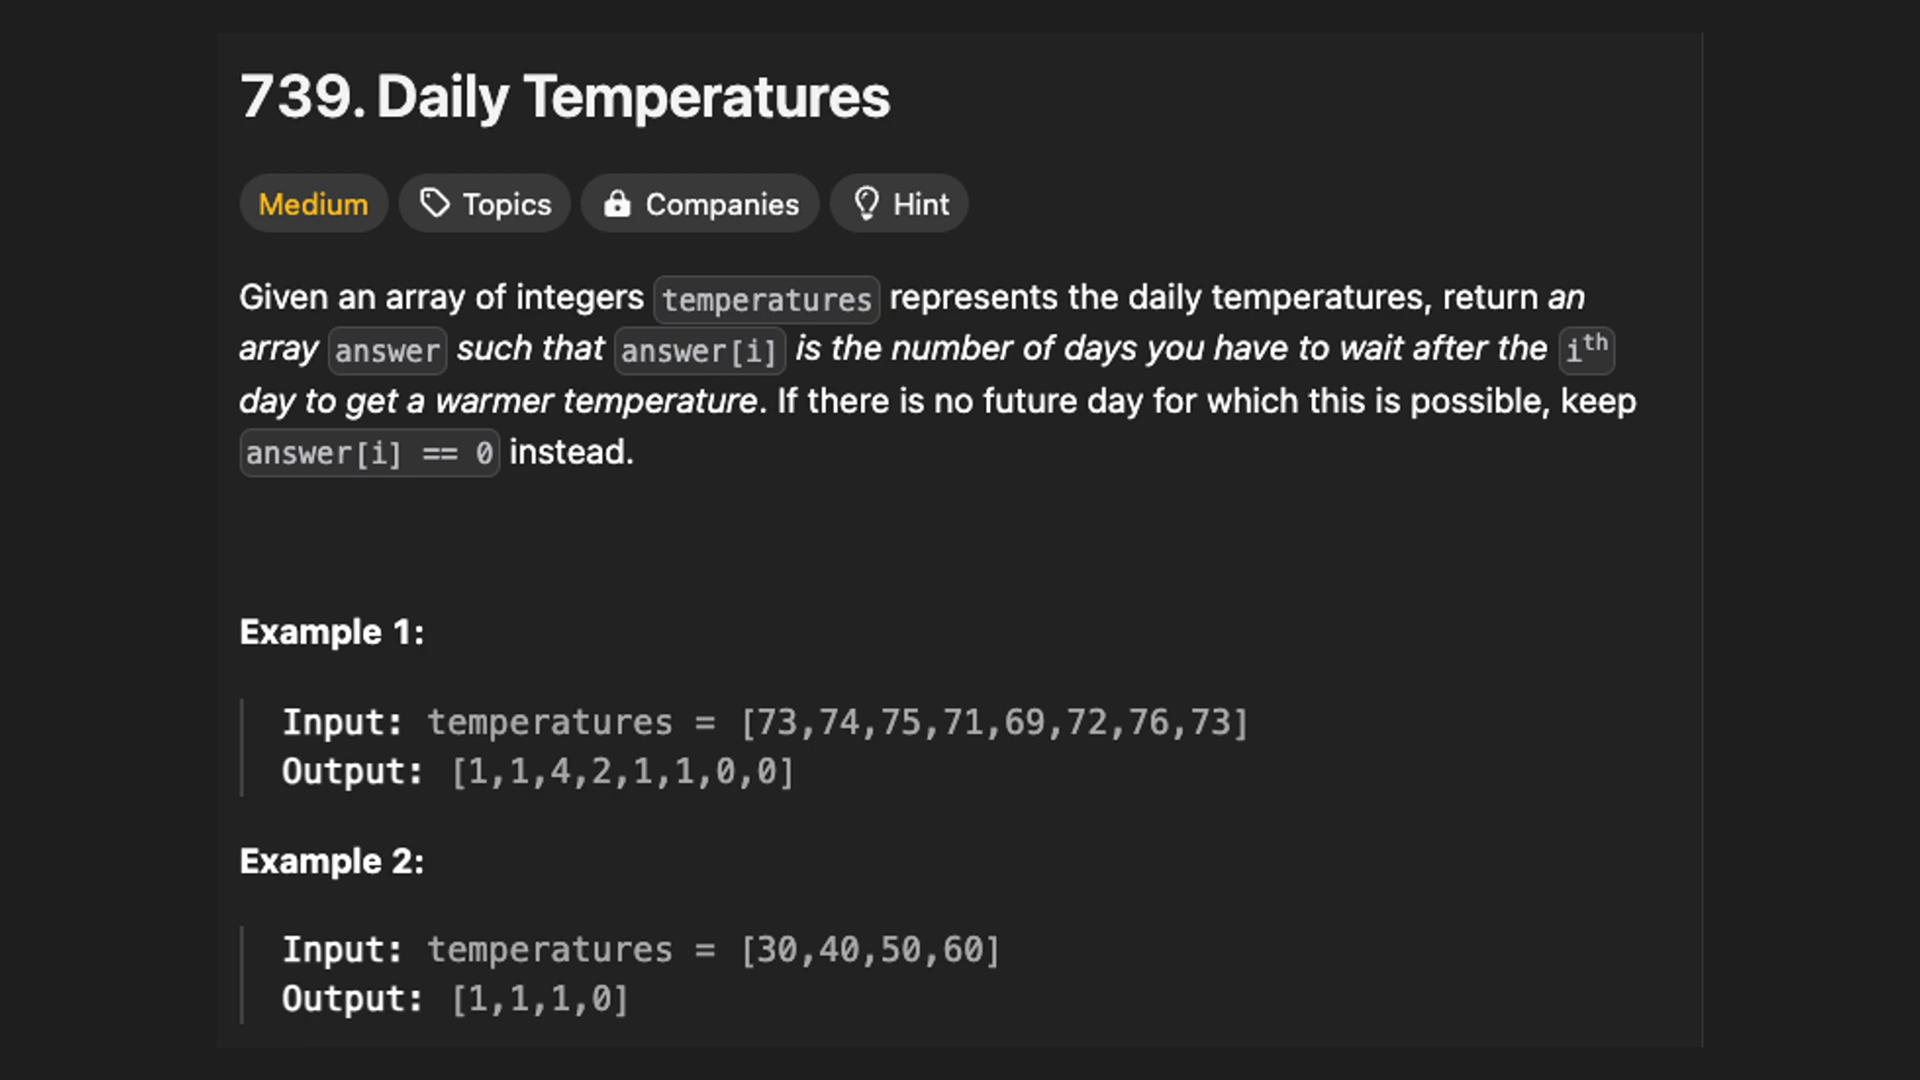 739. Daily Temperatures
Medium Topics Companies Hint
Given an array of integers temperatures represents the daily temperatures, return an
array answer such that answer[i] is the number of days you have to wait after the ith
day to get a warmer temperature. If there is no future day for which this is possible, keep
answer[i] == 0 instead.
Example 1:
Input: temperatures = [73,74,75,71,69,72,76,73]
Output: [1,1,4,2,1,1,0,0]
Example 2:
Input: temperatures = [30,40,50,60]
Output: [1,1,1,0]